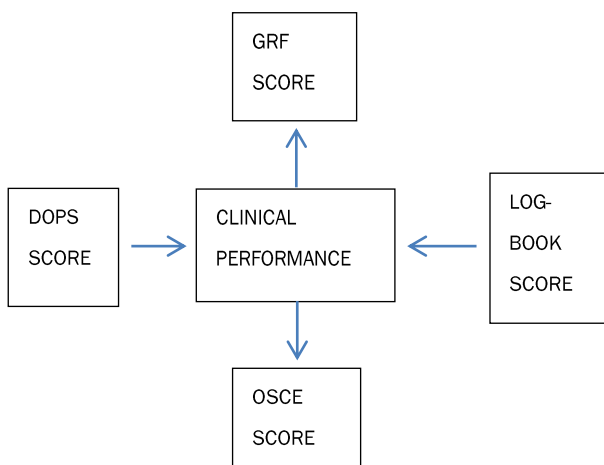 GRF
SCORE
DOPS
SCORE
CLINICAL
PERFORMANCE
LOG-
BOOK
SCORE
OSCE
SCORE